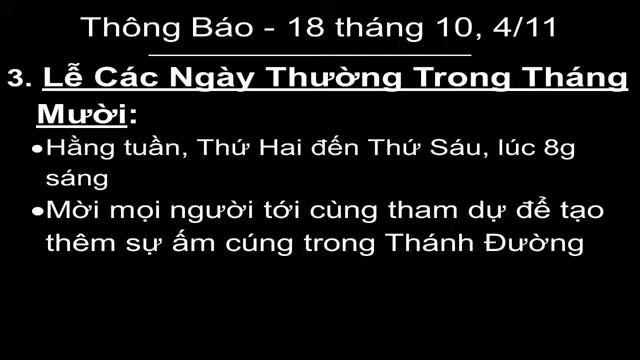 Thông Báo - 18 tháng 10, 4/11
3. Lễ Các Ngày Thường Trong Tháng
Mười:
•Hằng tuần, Thứ Hai đến Thứ Sáu, lúc 8g
sáng
•Mời mọi người tới cùng tham dự để tạo
thêm sự ấm cúng trong Thánh Đường